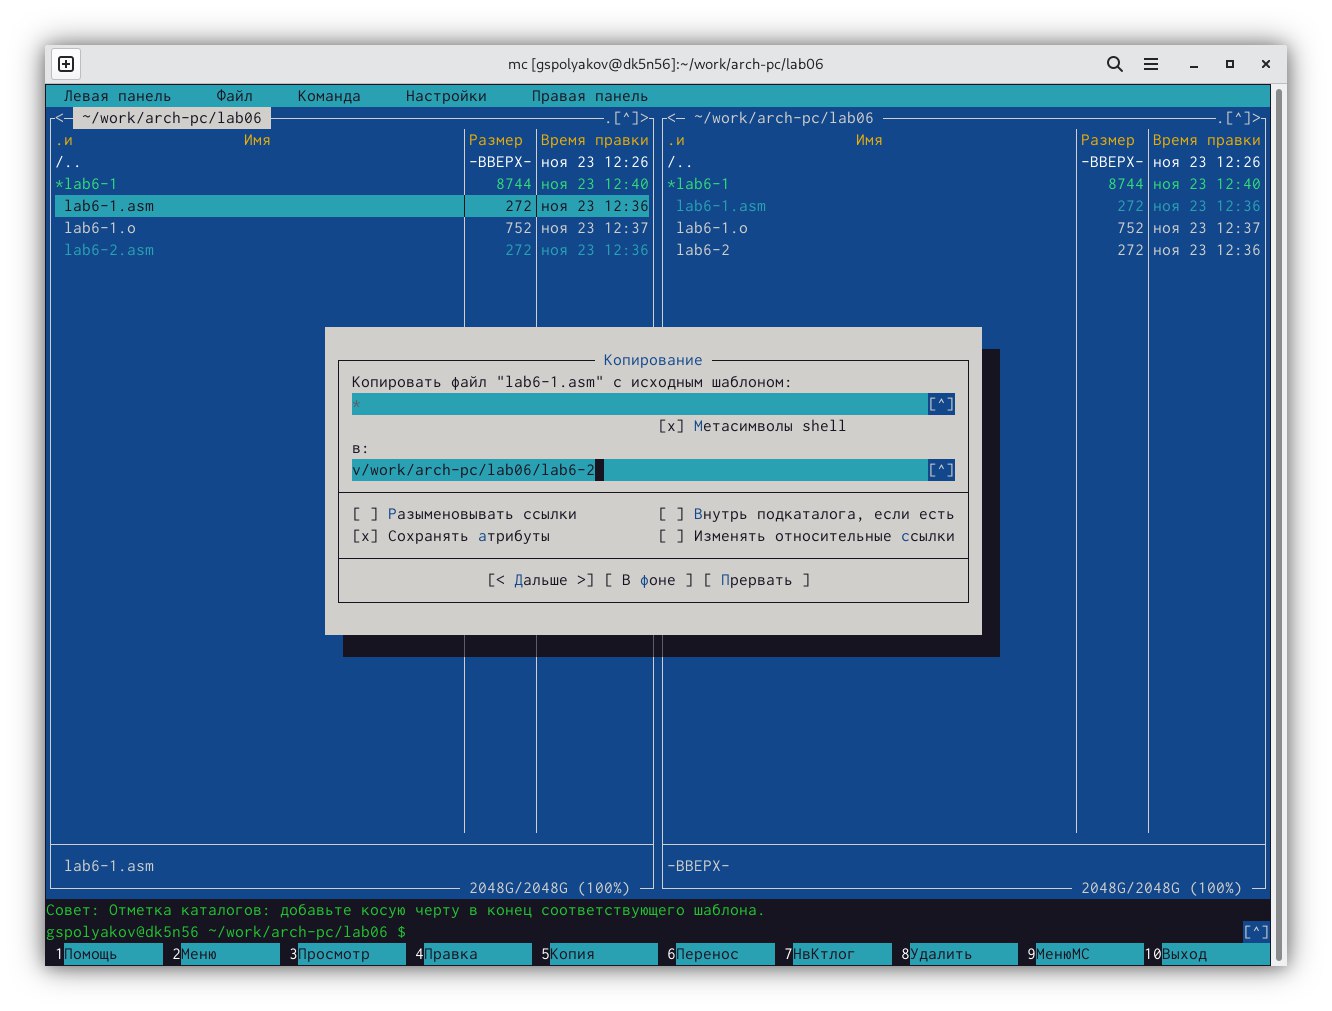 mc [gspolyakov@dk5n56]:~/work/arch-pc/lab06
Левая панель Файл Команда Настройки Правая панель
<─ ~/work/arch-pc/lab06 .[^]> <─ ~/work/arch-pc/lab06 .[^]>
.и Имя Размер Время правки .и Имя Размер Время правки
/.. -ВВЕРХ- ноя 23 12:26 /.. -ВВЕРХ- ноя 23 12:26
*lab6-1 8744 ноя 23 12:40 *lab6-1 8744 ноя 23 12:40
lab6-1.asm 272 ноя 23 12:36 lab6-1.asm 272 ноя 23 12:36
lab6-1.o 752 ноя 23 12:37 lab6-1.o 752 ноя 23 12:37
lab6-2.asm 272 ноя 23 12:36 lab6-2 272 ноя 23 12:36
Копирование
Копировать файл "lab6-1.asm" с исходным шаблоном:
* [^]
[x] Метасимволы shell
в:
v/work/arch-pc/lab06/lab6-2 [^]
[ ] Разыменовывать ссылки [ ] Внутрь подкаталога, если есть
[x] Сохранять атрибуты [ ] Изменять относительные ссылки
[< Дальше >] [ В фоне ] [ Прервать ]
lab6-1.asm -ВВЕРХ-
2048G/2048G (100%) 2048G/2048G (100%)
Совет: Отметка каталогов: добавьте косую черту в конец соответствующего шаблона.
gspolyakov@dk5n56 ~/work/arch-pc/lab06 $ [^]
1Помощь 2Меню 3Просмотр 4Правка 5Копия 6Перенос 7НвКтлог 8Удалить 9МенюМС 10Выход